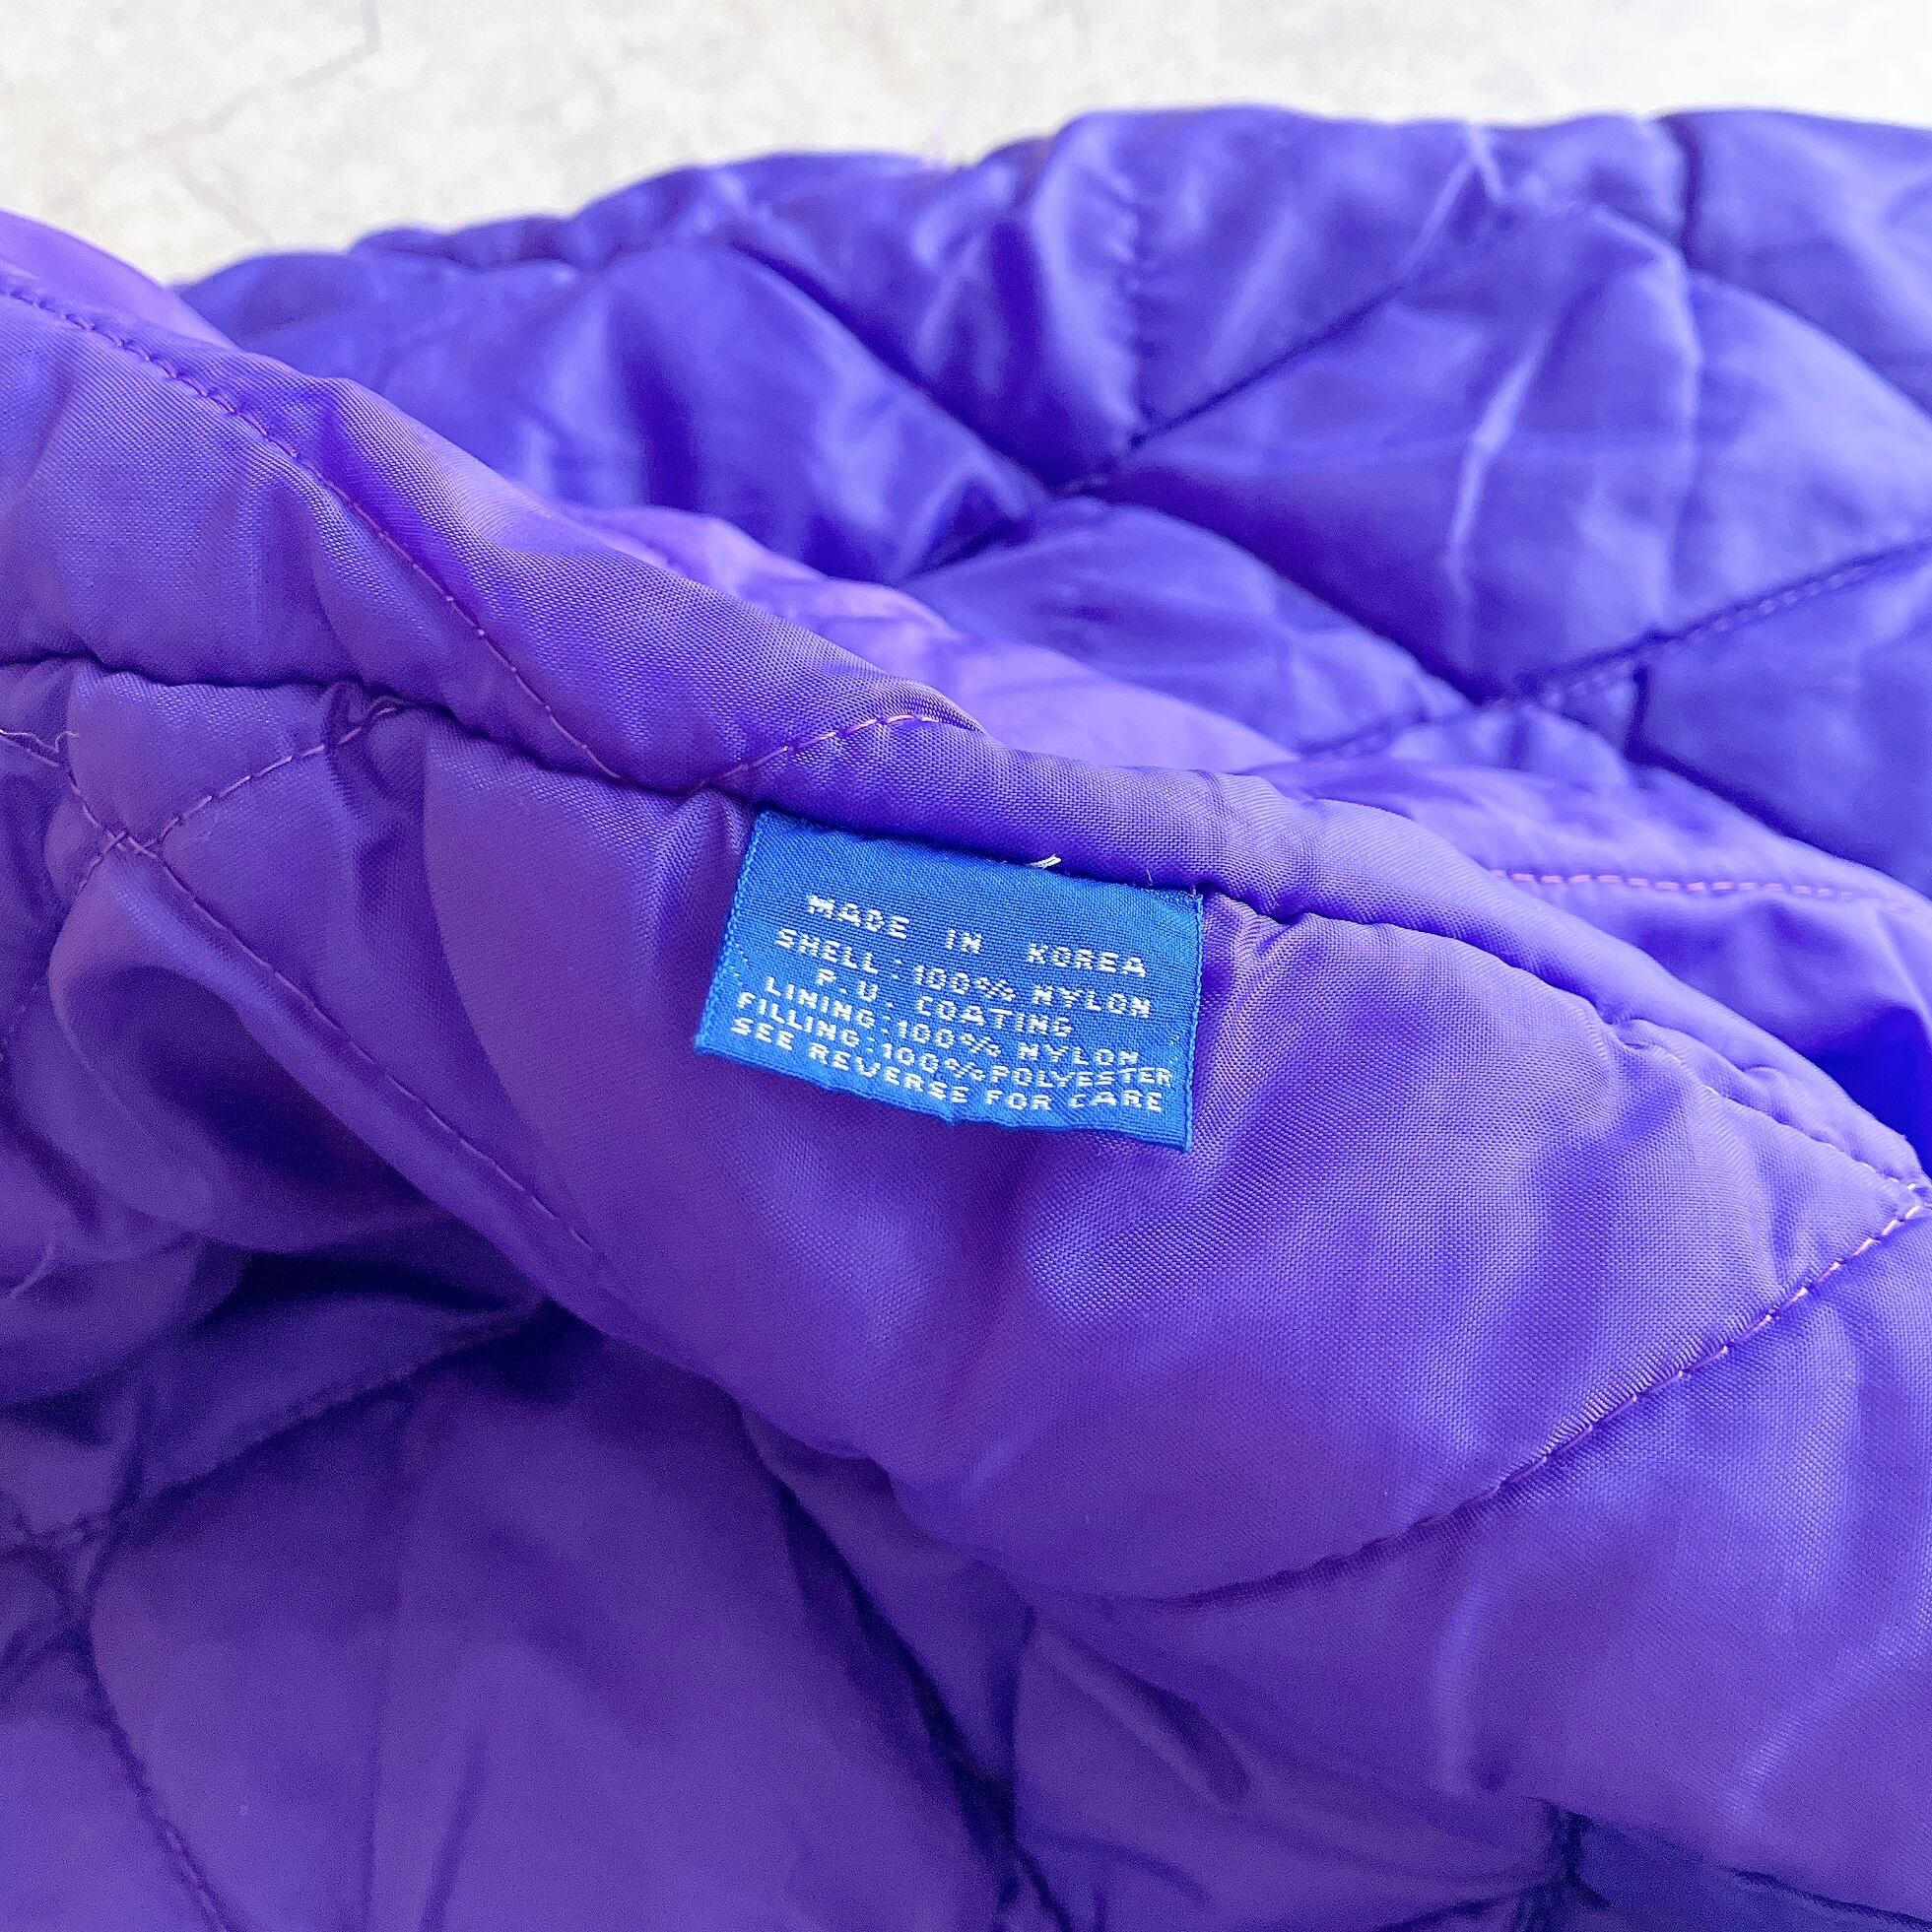 MADE IN KOREA
SHELL:100% NYLON
P.U. COATING
LINING:100% NYLON
FILLING:100%POLYESTER
SEE REVERSE FOR CARE